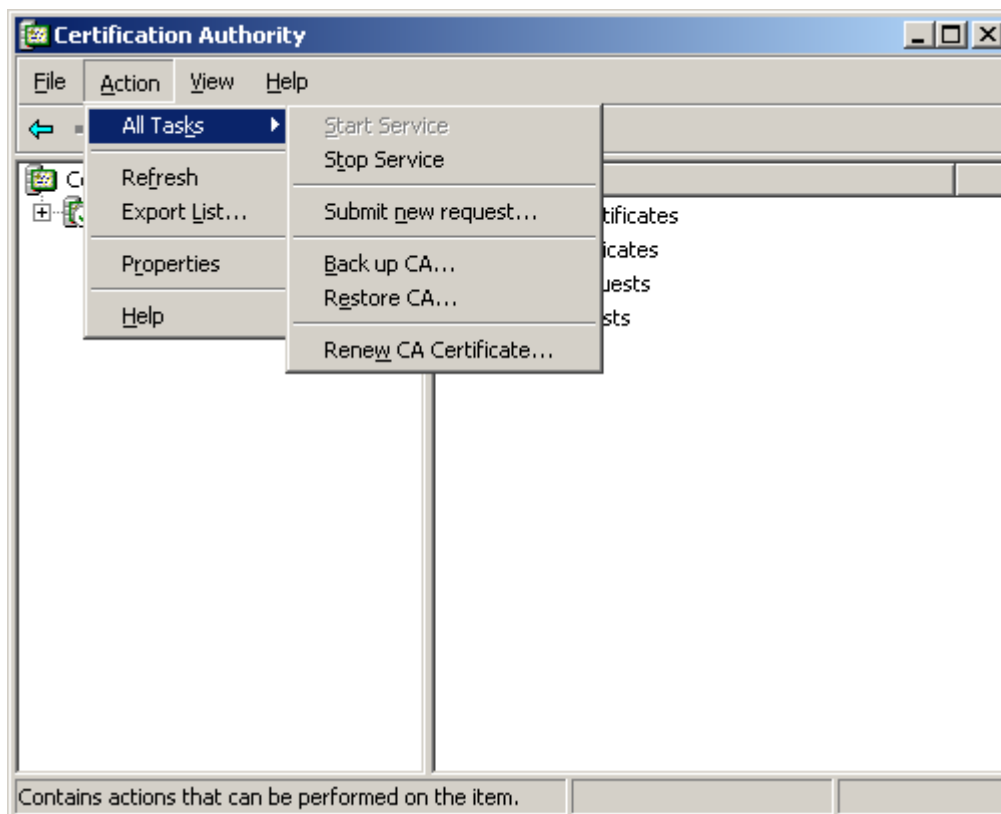 Certification Authority
File Action View Help
All Tasks
Refresh
Export List...
Properties
Help
Start Service
Stop Service
Submit new request...
Back up CA...
Restore CA...
Renew CA Certificate...
C
tificates
icates
uests
sts
Contains actions that can be performed on the item.